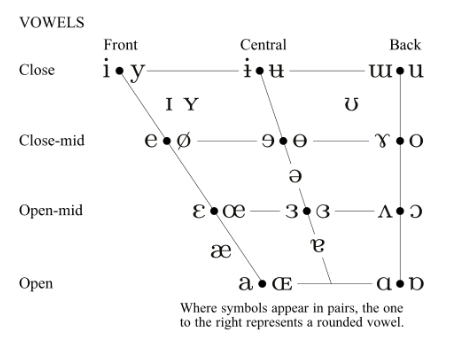 VOWELS
Front Central Back
Close i y ɨ ʉ ɯ u
ɪ ʏ ʊ
Close-mid e ø ɘ ɵ ɤ o
ə
Open-mid ɛ œ ɜ ɞ ʌ ɔ
æ ɐ
Open a ɶ ɑ ɒ
Where symbols appear in pairs, the one
to the right represents a rounded vowel.